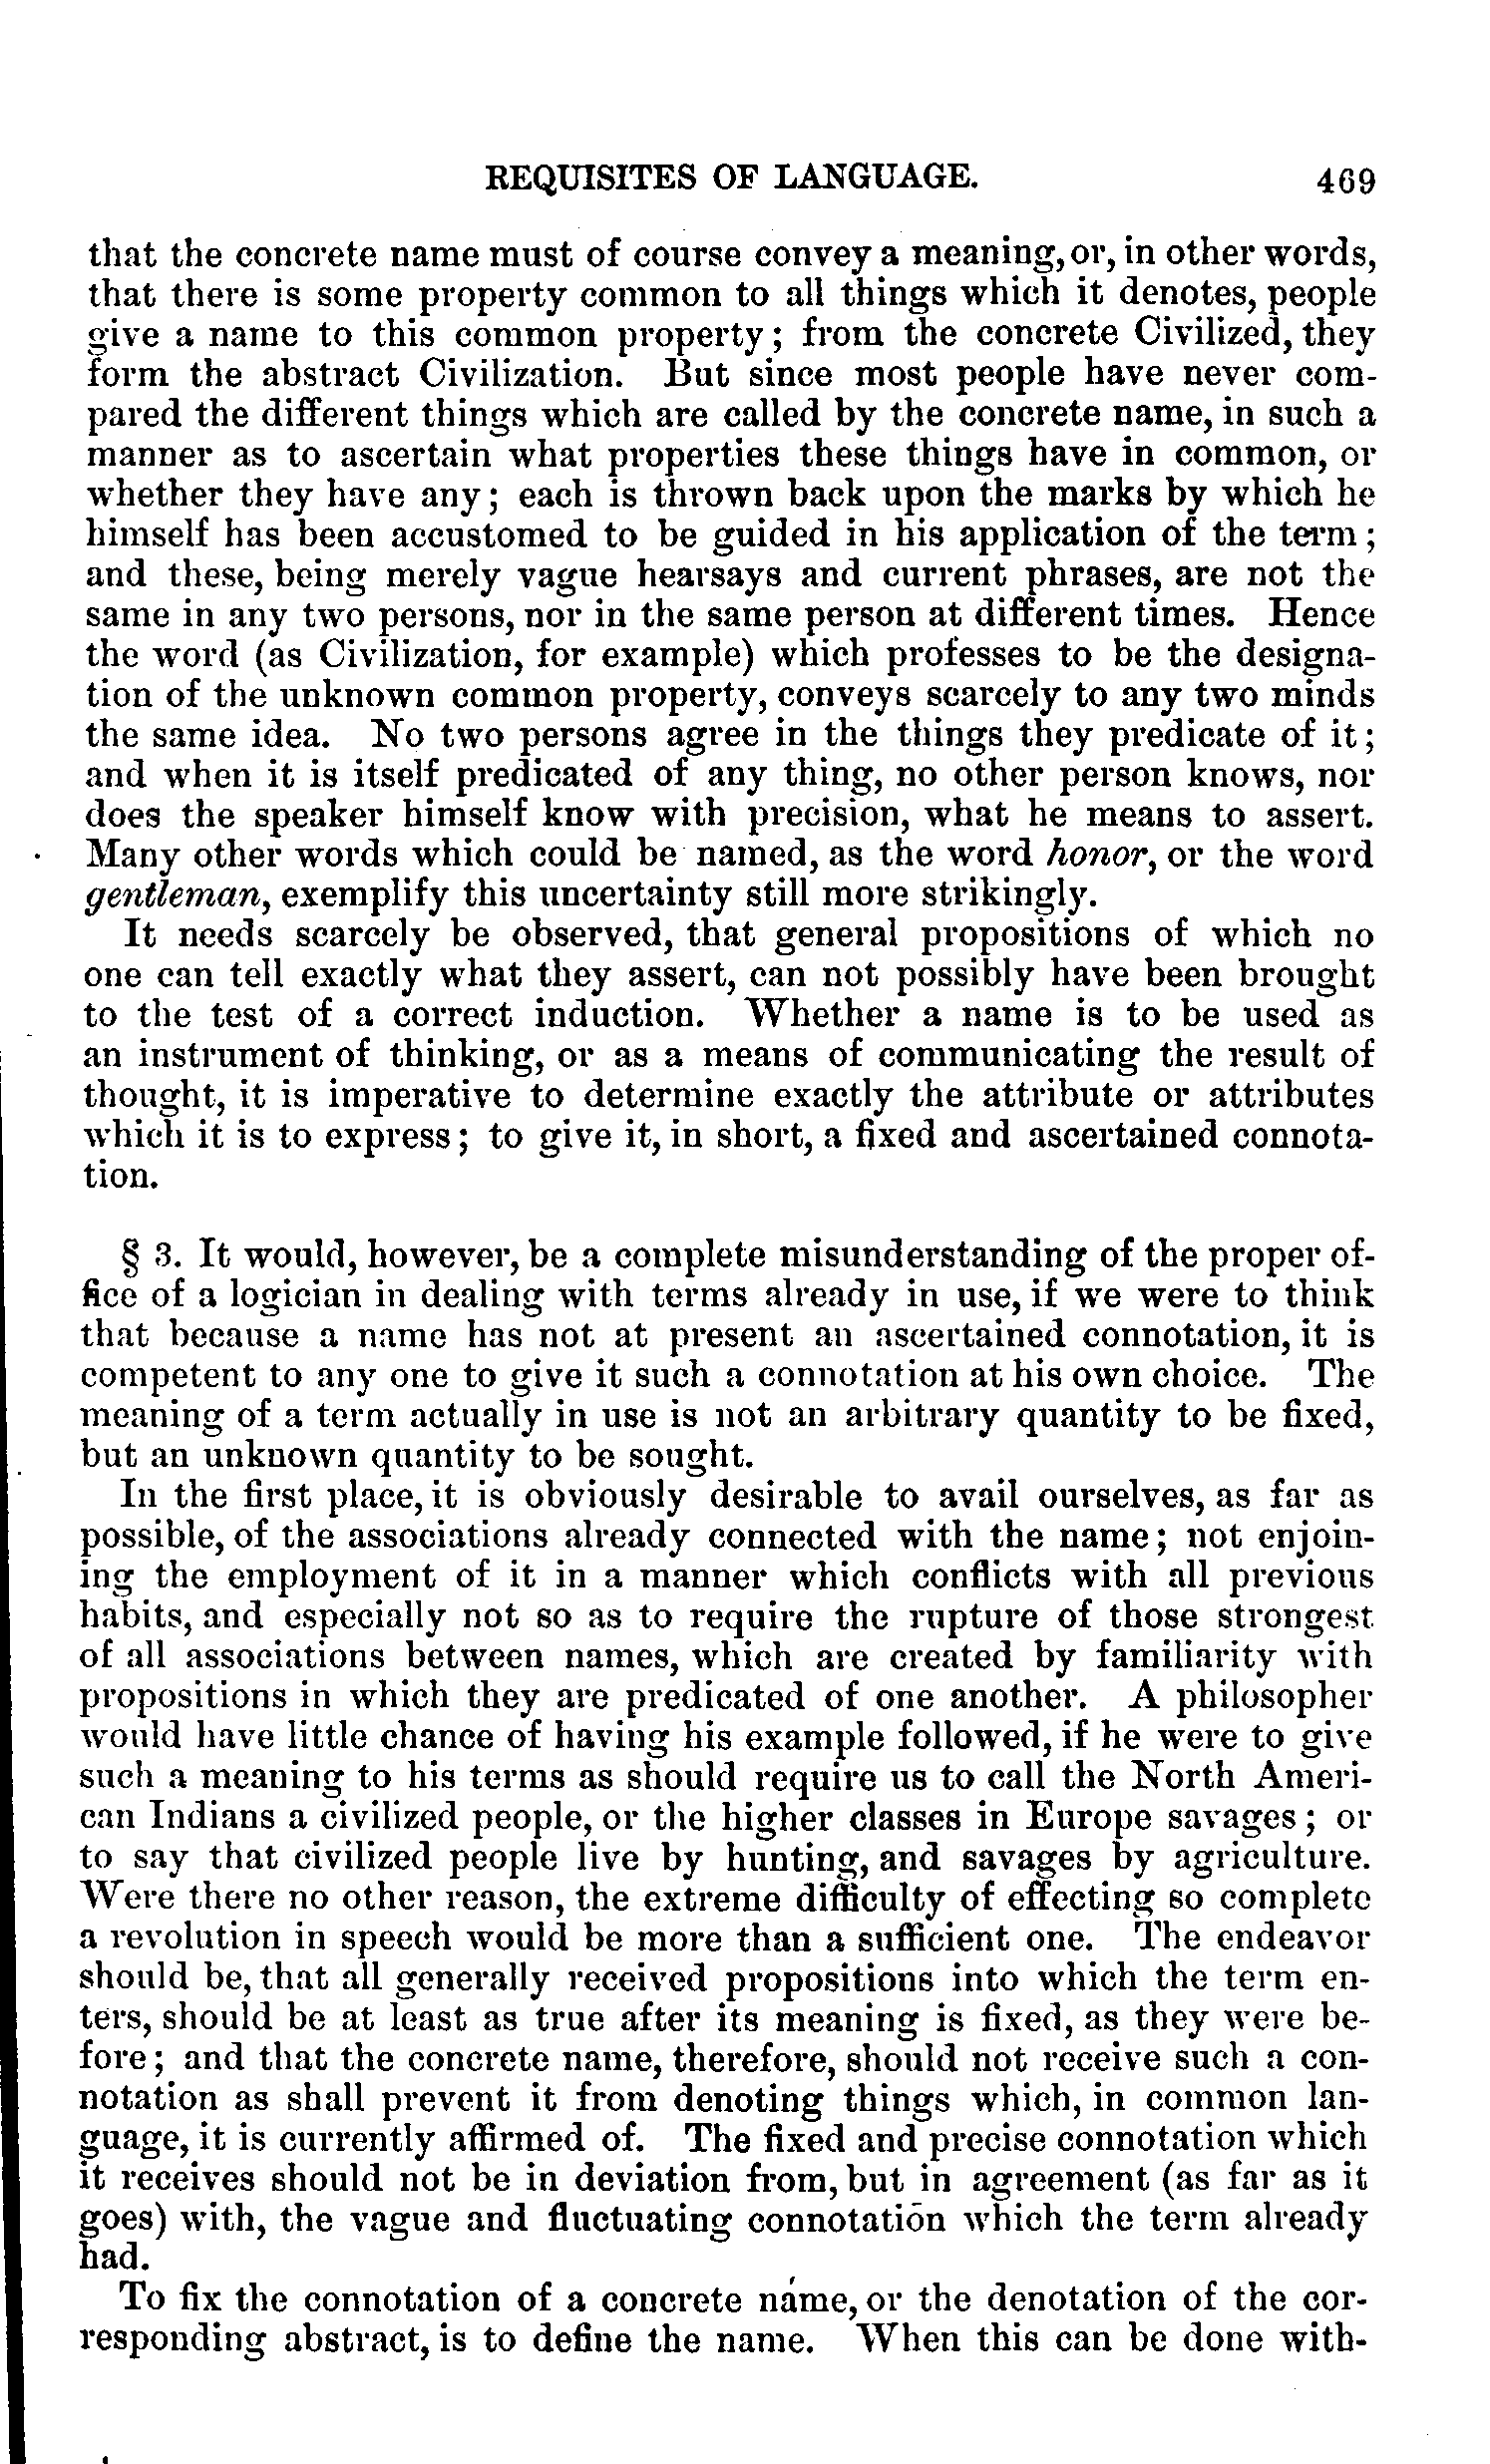 REQUISITES OF LANGUAGE. 469
that the concrete name must of course convey a meaning, or, in other words,
that there is some property common to all things which it denotes, people
give a name to this common property; from the concrete Civilized, they
form the abstract Civilization. But since most people have never com-
pared the different things which are called by the concrete name, in such a
manner as to ascertain what properties these things have in common, or
whether they have any; each is thrown back upon the marks by which he
himself has been accustomed to be guided in his application of the term;
and these, being merely vague hearsays and current phrases, are not the
same in any two persons, nor in the same person at different times. Hence
the word (as Civilization, for example) which professes to be the designa-
tion of the unknown common property, conveys scarcely to any two minds
the same idea. No two persons agree in the things they predicate of it;
and when it is itself predicated of any thing, no other person knows, nor
does the speaker himself know with precision, what he means to assert.
Many other words which could be named, as the word honor, or the word
gentleman, exemplify this uncertainty still more strikingly.
It needs scarcely be observed, that general propositions of which no
one can tell exactly what they assert, can not possibly have been brought
to the test of a correct induction. Whether a name is to be used as
an instrument of thinking, or as a means of communicating the result of
thought, it is imperative to determine exactly the attribute or attributes
which it is to express; to give it, in short, a fixed and ascertained connota-
tion.
§ 3. It would, however, be a complete misunderstanding of the proper of-
fice of a logician in dealing with terms already in use, if we were to think
that because a name has not at present an ascertained connotation, it is
competent to any one to give it such a connotation at his own choice. The
meaning of a term actually in use is not an arbitrary quantity to be fixed,
but an unknown quantity to be sought.
In the first place, it is obviously desirable to avail ourselves, as far as
possible, of the associations already connected with the name; not enjoin-
ing the employment of it in a manner which conflicts with all previous
habits, and especially not so as to require the rupture of those strongest
of all associations between names, which are created by familiarity with
propositions in which they are predicated of one another. A philosopher
would have little chance of having his example followed, if he were to give
such a meaning to his terms as should require us to call the North Ameri-
can Indians a civilized people, or the higher classes in Europe savages; or
to say that civilized people live by hunting, and savages by agriculture.
Were there no other reason, the extreme difficulty of effecting so complete
a revolution in speech would be more than a sufficient one. The endeavor
should be, that all generally received propositions into which the term en-
ters, should be at least as true after its meaning is fixed, as they were be-
fore; and that the concrete name, therefore, should not receive such a con-
notation as shall prevent it from denoting things which, in common lan-
guage, it is currently affirmed of. The fixed and precise connotation which
it receives should not be in deviation from, but in agreement (as far as it
goes) with, the vague and fluctuating connotation which the term already
had.
To fix the connotation of a concrete name, or the denotation of the cor-
responding abstract, is to define the name. When this can be done with-